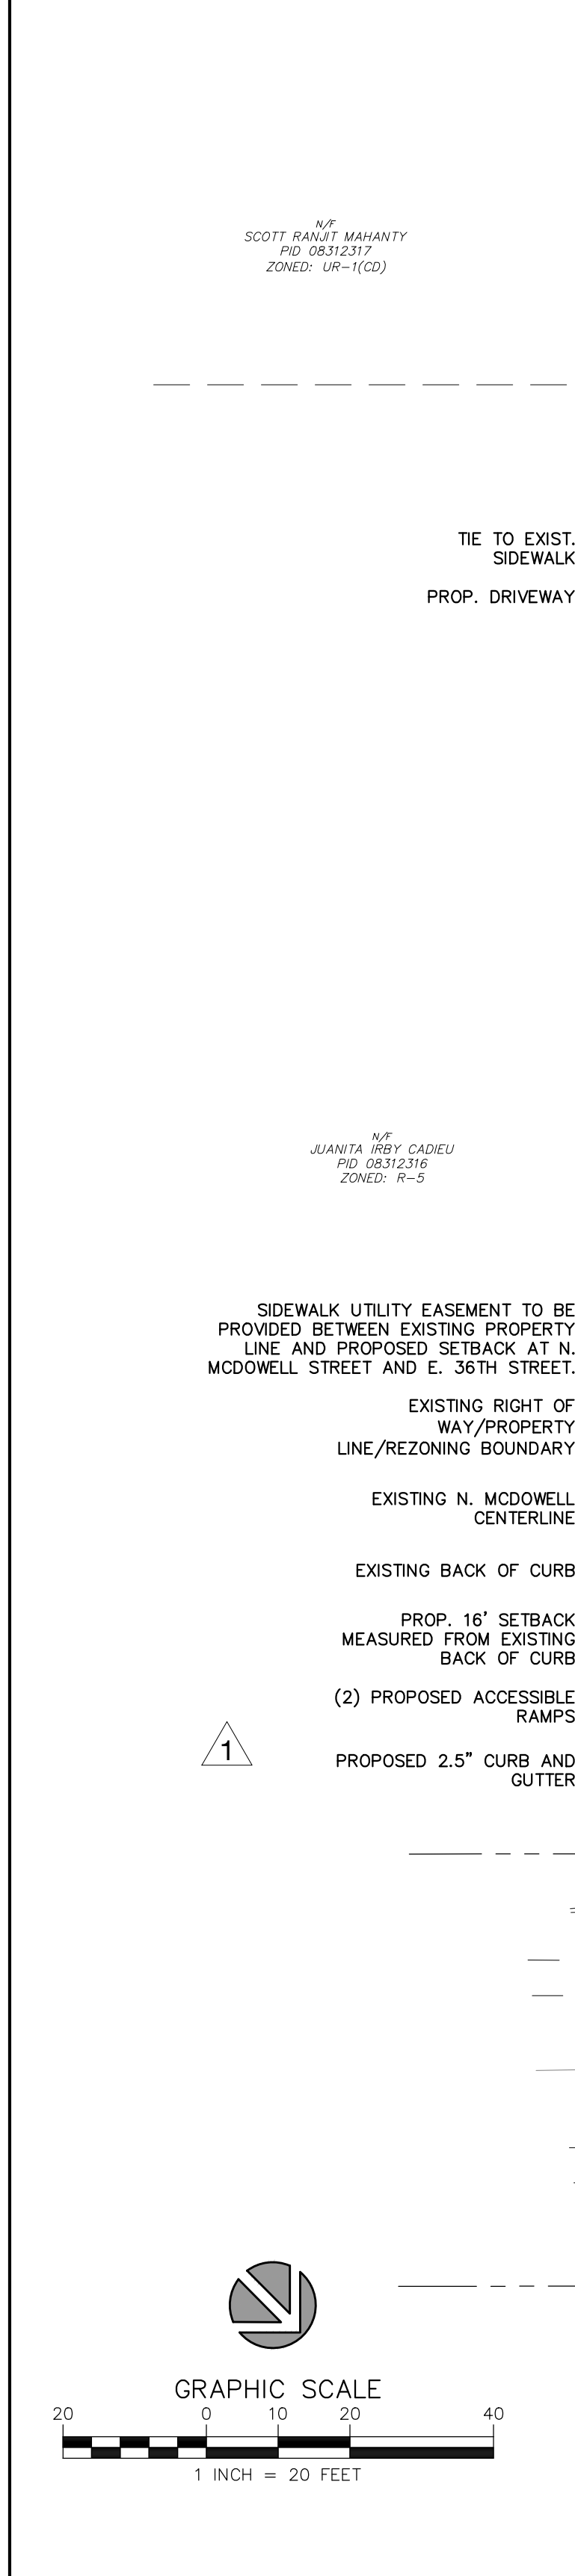 N/F
SCOTT RANJIT MAHANTY
PID 08312317
ZONED: UR-1(CD)
TIE TO EXIST.
SIDEWALK
PROP. DRIVEWAY
N/F
JUANITA IRBY CADIEU
PID 08312316
ZONED: R-5
SIDEWALK UTILITY EASEMENT TO BE
PROVIDED BETWEEN EXISTING PROPERTY
LINE AND PROPOSED SETBACK AT N.
MCDOWELL STREET AND E. 36TH STREET.
EXISTING RIGHT OF
WAY/PROPERTY
LINE/REZONING BOUNDARY
EXISTING N. MCDOWELL
CENTERLINE
EXISTING BACK OF CURB
PROP. 16' SETBACK
MEASURED FROM EXISTING
BACK OF CURB
(2) PROPOSED ACCESSIBLE
RAMPS
1
PROPOSED 2.5" CURB AND
GUTTER
GRAPHIC SCALE
20 0 10 20 40
1 INCH = 20 FEET